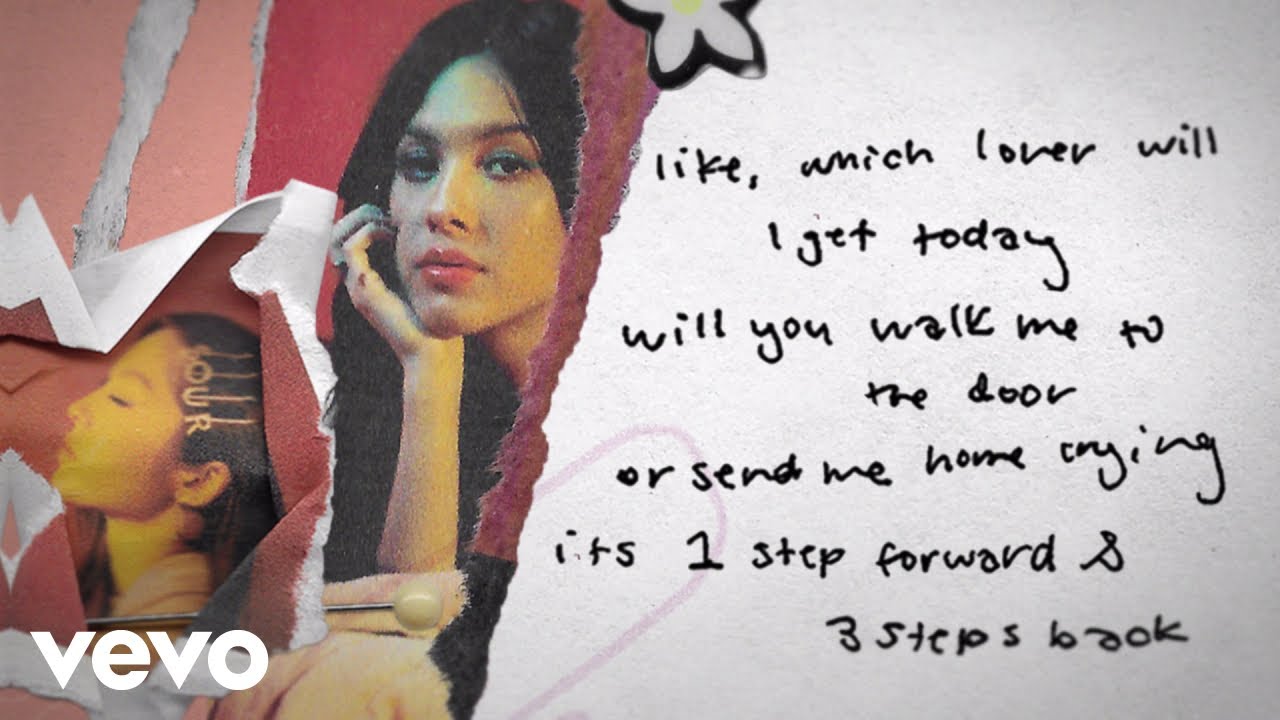 like, which lover will
I get today
will you walk me to
the door
or send me home crying
its 1 step forward &
3 steps back
SOUR
vevo